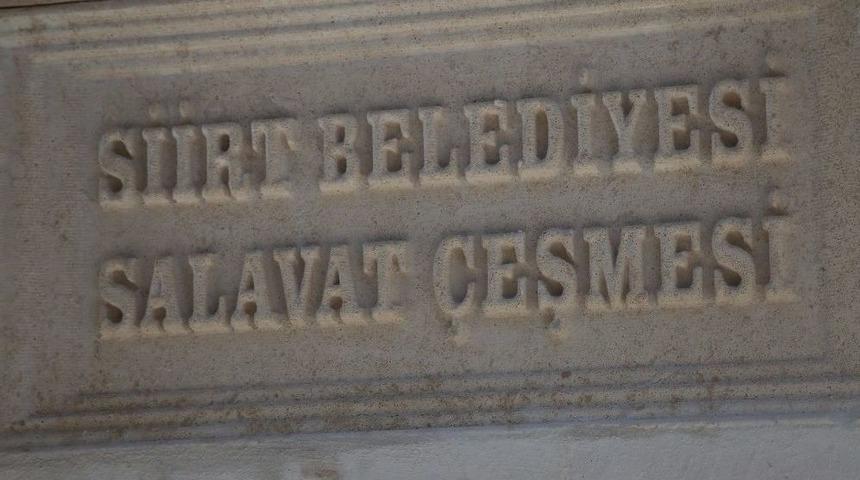 SİİRT BELEDİYESİ
SALAVAT ÇEŞMESİ